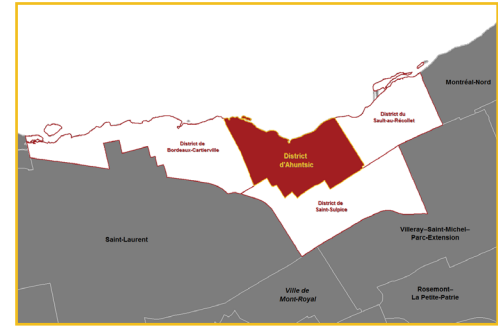 Montréal-Nord
District du
Sault-au-Récollet
District de
Bordeaux-Cartierville
District
d'Ahuntsic
District de
Saint-Sulpice
Villeray–Saint-Michel–
Parc-Extension
Saint-Laurent
Ville de
Mont-Royal
Rosemont–
La Petite-Patrie